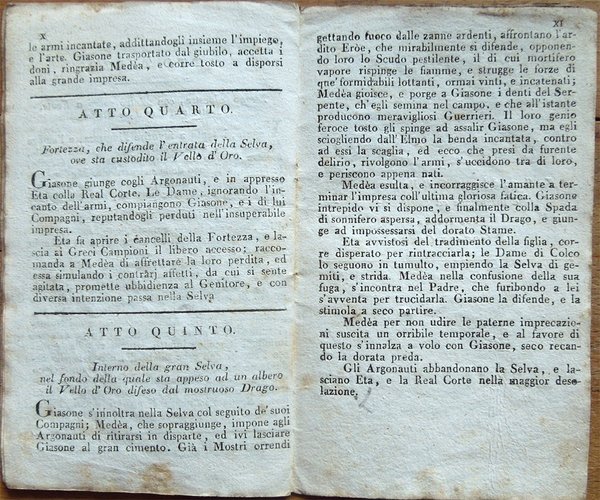 X
le armi incantate, addittandogli insieme l'impiego,
e l'arte. Giasone trasportato dal giubilo, accetta i
doni, ringrazia Medèa, e corre tosto a disporsi
alla grande impresa.
ATTO QUARTO.
Fortezza, che difende l'entrata della Selva,
ove sta custodito il Vello d'Oro.
Giasone giunge cogli Argonauti, e in appresso
Eta colla Real Corte. Le Dame, ignorando l'in-
canto dell'armi, compiangono Giasone, e i di lui
Compagni, reputandogli perduti nell'insuperabile
impresa.
Eta fa aprire i cancelli della Fortezza, e la-
scia ai Greci Campioni il libero accesso; racco-
manda a Medèa di affrettare la loro perdita, ed
essa simulando i contrarj affetti, da cui si sente
agitata, promette ubbidienza al Genitore, e con
diversa intenzione passa nella Selva
ATTO QUINTO.
Interno della gran Selva,
nel fondo della quale sta appeso ad un albero
il Vello d'Oro difeso dal mostruoso Drago.
Giasone s'innoltra nella Selva col seguito de' suoi
Compagni; Medèa, che sopraggiunge, impone agli
Argonauti di ritirarsi in disparte, ed ivi lasciare
Giasone al gran cimento. Già i Mostri orrendi
XI
gettando fuoco dalle zanne ardenti, affrontano l'ar-
dito Eròe, che mirabilmente si difende, opponen-
do loro lo Scudo pestilente, il di cui mortifero
vapore rispinge le fiamme, e strugge le forze di
que' formidabili lottanti, ormai vinti, e incatenati;
Medèa gioisce, e porge a Giasone i denti del Ser-
pente, ch'egli semina nel campo, e che all'istante
producono meravigliosi Guerrieri. Il loro genio
feroce tosto gli spinge ad assalir Giasone, ma egli
sciogliendo dall'Elmo la benda incantata, contro
ad essi la scaglia, ed ecco che presi da furente
delirio, rivolgono l'armi, s'uccidono tra di loro,
e periscono appena nati.
Medèa esulta, e incorraggisce l'amante a ter-
minar l'impresa coll'ultima gloriosa fatica. Giasone
intrepido vi si dispone, e finalmente colla Spada
di sonnifero aspersa, addormenta il Drago, e giun-
ge ad impossessarsi del dorato Stame.
Eta avvistosi del tradimento della figlia, cor-
re disperato per rintracciarla; le Dame di Colco
lo seguono in tumulto, empiendo la Selva di ge-
miti, e strida. Medèa nella confusione della sua
fuga, s'incontra nel Padre, che furibondo a lei
s'avventa per trucidarla. Giasone la difende, e la
stimola a seco partire.
Medèa per non udire le paterne imprecazio-
ni suscita un orribile temporale, e al favore di
questo s'innalza a volo con Giasone, seco recan-
do la dorata preda.
Gli Argonauti abbandonano la Selva, e la-
sciano Eta, e la Real Corte nella maggior deso-
lazione.